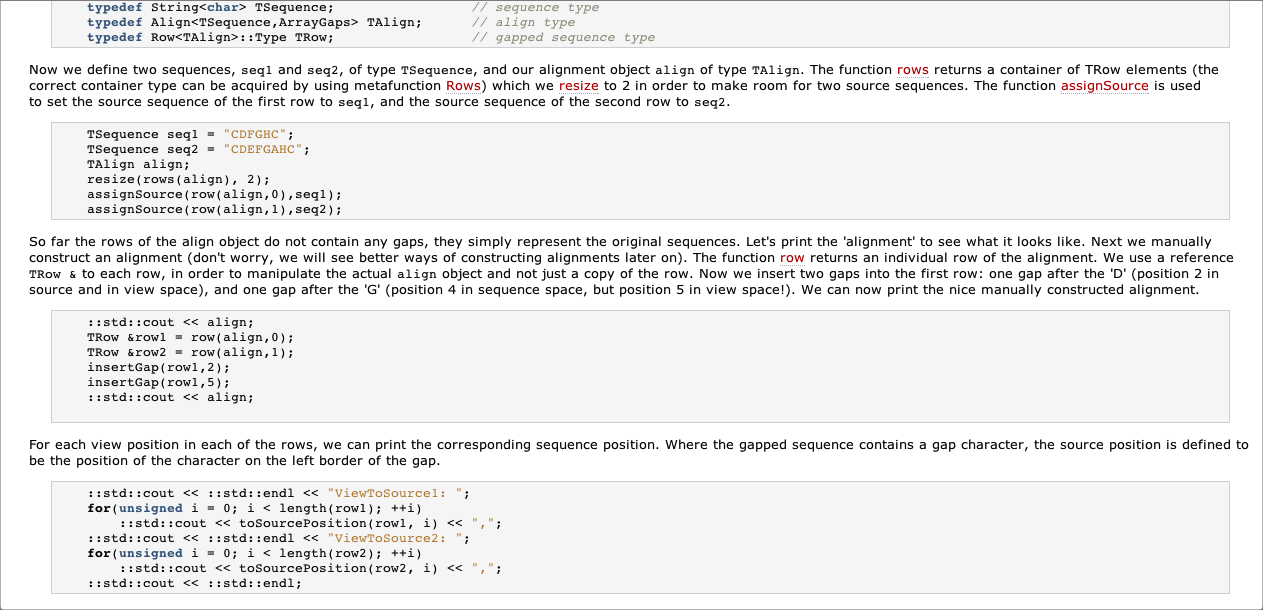 typedef String<char> TSequence;                 // sequence type
typedef Align<TSequence,ArrayGaps> TAlign;      // align type
typedef Row<TAlign>::Type TRow;                 // gapped sequence type
Now we define two sequences, seq1 and seq2, of type TSequence, and our alignment object align of type TAlign. The function rows returns a container of TRow elements (the
correct container type can be acquired by using metafunction Rows) which we resize to 2 in order to make room for two source sequences. The function assignSource is used
to set the source sequence of the first row to seq1, and the source sequence of the second row to seq2.
TSequence seq1 = "CDFGHC";
TSequence seq2 = "CDEFGAHC";
TAlign align;
resize(rows(align), 2);
assignSource(row(align,0),seq1);
assignSource(row(align,1),seq2);
So far the rows of the align object do not contain any gaps, they simply represent the original sequences. Let's print the 'alignment' to see what it looks like. Next we manually
construct an alignment (don't worry, we will see better ways of constructing alignments later on). The function row returns an individual row of the alignment. We use a reference
TRow & to each row, in order to manipulate the actual align object and not just a copy of the row. Now we insert two gaps into the first row: one gap after the 'D' (position 2 in
source and in view space), and one gap after the 'G' (position 4 in sequence space, but position 5 in view space!). We can now print the nice manually constructed alignment.
::std::cout << align;
TRow &row1 = row(align,0);
TRow &row2 = row(align,1);
insertGap(row1,2);
insertGap(row1,5);
::std::cout << align;
For each view position in each of the rows, we can print the corresponding sequence position. Where the gapped sequence contains a gap character, the source position is defined to
be the position of the character on the left border of the gap.
::std::cout << ::std::endl << "ViewToSource1: ";
for(unsigned i = 0; i < length(row1); ++i)
    ::std::cout << toSourcePosition(row1, i) << ",";
::std::cout << ::std::endl << "ViewToSource2: ";
for(unsigned i = 0; i < length(row2); ++i)
    ::std::cout << toSourcePosition(row2, i) << ",";
::std::cout << ::std::endl;